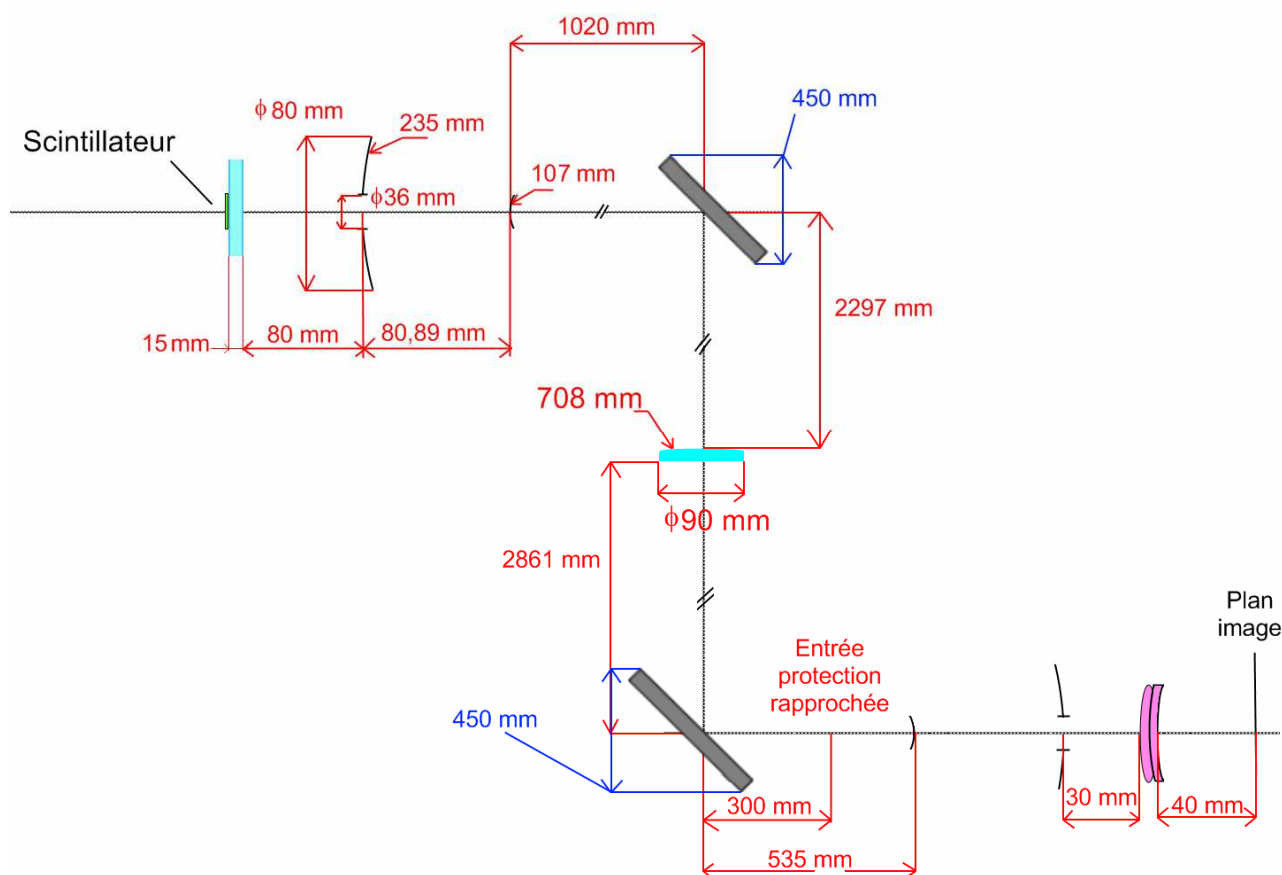 1020 mm
450 mm
ϕ 80 mm
235 mm
Scintillateur
107 mm
ϕ36 mm
2297 mm
15 mm
80 mm
80,89 mm
708 mm
ϕ90 mm
2861 mm
Plan
image
Entrée
protection
rapprochée
450 mm
300 mm
30 mm
40 mm
535 mm